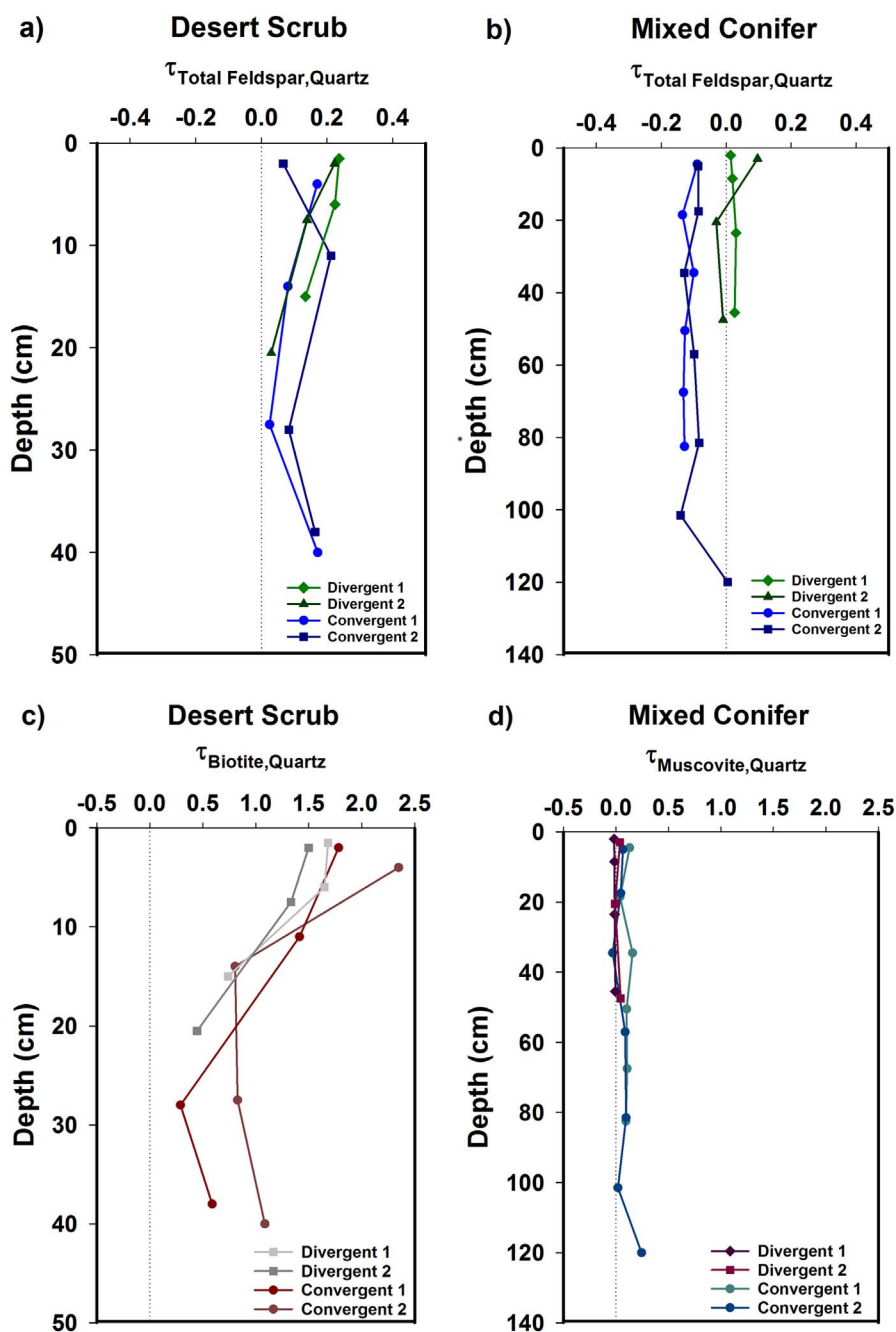 a) Desert Scrub
τTotal Feldspar,Quartz
-0.4 -0.2 0.0 0.2 0.4
0
10
20
30
40
50
Depth (cm)
Divergent 1
Divergent 2
Convergent 1
Convergent 2
b) Mixed Conifer
τTotal Feldspar,Quartz
-0.4 -0.2 0.0 0.2 0.4
0
20
40
60
80
100
120
140
Depth (cm)
Divergent 1
Divergent 2
Convergent 1
Convergent 2
c) Desert Scrub
τBiotite,Quartz
-0.5 0.0 0.5 1.0 1.5 2.0 2.5
0
10
20
30
40
50
Depth (cm)
Divergent 1
Divergent 2
Convergent 1
Convergent 2
d) Mixed Conifer
τMuscovite,Quartz
-0.5 0.0 0.5 1.0 1.5 2.0 2.5
0
20
40
60
80
100
120
140
Depth (cm)
Divergent 1
Divergent 2
Convergent 1
Convergent 2